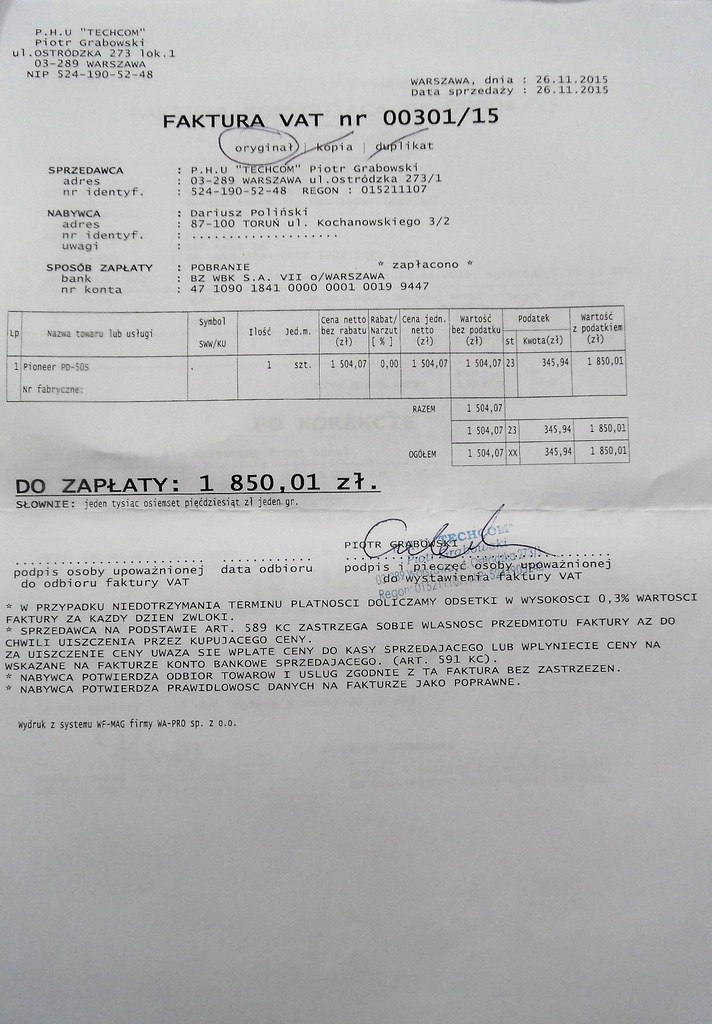 P.H.U "TECHCOM"
Piotr Grabowski
ul.OSTRÓDZKA 273 lok.1
03-289 WARSZAWA
NIP 524-190-52-48
WARSZAWA, dnia : 26.11.2015
Data sprzedaży : 26.11.2015
FAKTURA VAT nr 00301/15
oryginał | kopia | duplikat
SPRZEDAWCA : P.H.U "TECHCOM" Piotr Grabowski
adres : 03-289 WARSZAWA ul.Ostródzka 273/1
nr identyf. : 524-190-52-48 REGON : 015211107
NABYWCA : Dariusz Poliński
adres : 87-100 TORUŃ ul. Kochanowskiego 3/2
nr identyf. : ....................
uwagi :
SPOSÓB ZAPŁATY : POBRANIE * zapłacono *
bank : BZ WBK S.A. VII o/WARSZAWA
nr konta : 47 1090 1841 0000 0001 0019 9447
Lp Nazwa towaru lub usługi Symbol SWW/KU Ilość Jed.m. Cena netto bez rabatu (zł) Rabat/ Narzut [ % ] Cena jedn. netto (zł) Wartość bez podatku (zł) Podatek st Kwota(zł) Wartość z podatkiem (zł)
1 Pioneer PD-50S . 1 szt. 1 504,07 0,00 1 504,07 1 504,07 23 345,94 1 850,01
Nr fabryczne:
RAZEM 1 504,07
1 504,07 23 345,94 1 850,01
OGÓŁEM 1 504,07 XX 345,94 1 850,01
PO KOREKCIE
DO ZAPŁATY: 1 850,01 zł.
SŁOWNIE: jeden tysiąc osiemset pięćdziesiąt zł jeden gr.
PIOTR GRABOWSKI
TECHCOM"
Piotr Grabowski
podpis osoby upoważnionej data odbioru
do odbioru faktury VAT
podpis i pieczęć osoby upoważnionej
do wystawienia faktury VAT
* W PRZYPADKU NIEDOTRZYMANIA TERMINU PLATNOSCI DOLICZAMY ODSETKI W WYSOKOSCI 0,3% WARTOSCI
FAKTURY ZA KAZDY DZIEN ZWLOKI.
* SPRZEDAWCA NA PODSTAWIE ART. 589 KC ZASTRZEGA SOBIE WLASNOSC PRZEDMIOTU FAKTURY AZ DO
CHWILI UISZCZENIA PRZEZ KUPUJACEGO CENY.
ZA UISZCZENIE CENY UWAZA SIE WPLATE CENY DO KASY SPRZEDAJACEGO LUB WPLYNIECIE CENY NA
WSKAZANE NA FAKTURZE KONTO BANKOWE SPRZEDAJACEGO. (ART. 591 KC).
* NABYWCA POTWIERDZA ODBIOR TOWAROW I USLUG ZGODNIE Z TA FAKTURA BEZ ZASTRZEZEN.
* NABYWCA POTWIERDZA PRAWIDLOWOSC DANYCH NA FAKTURZE JAKO POPRAWNE.
Wydruk z systemu WF-MAG firmy WA-PRO sp. z o.o.